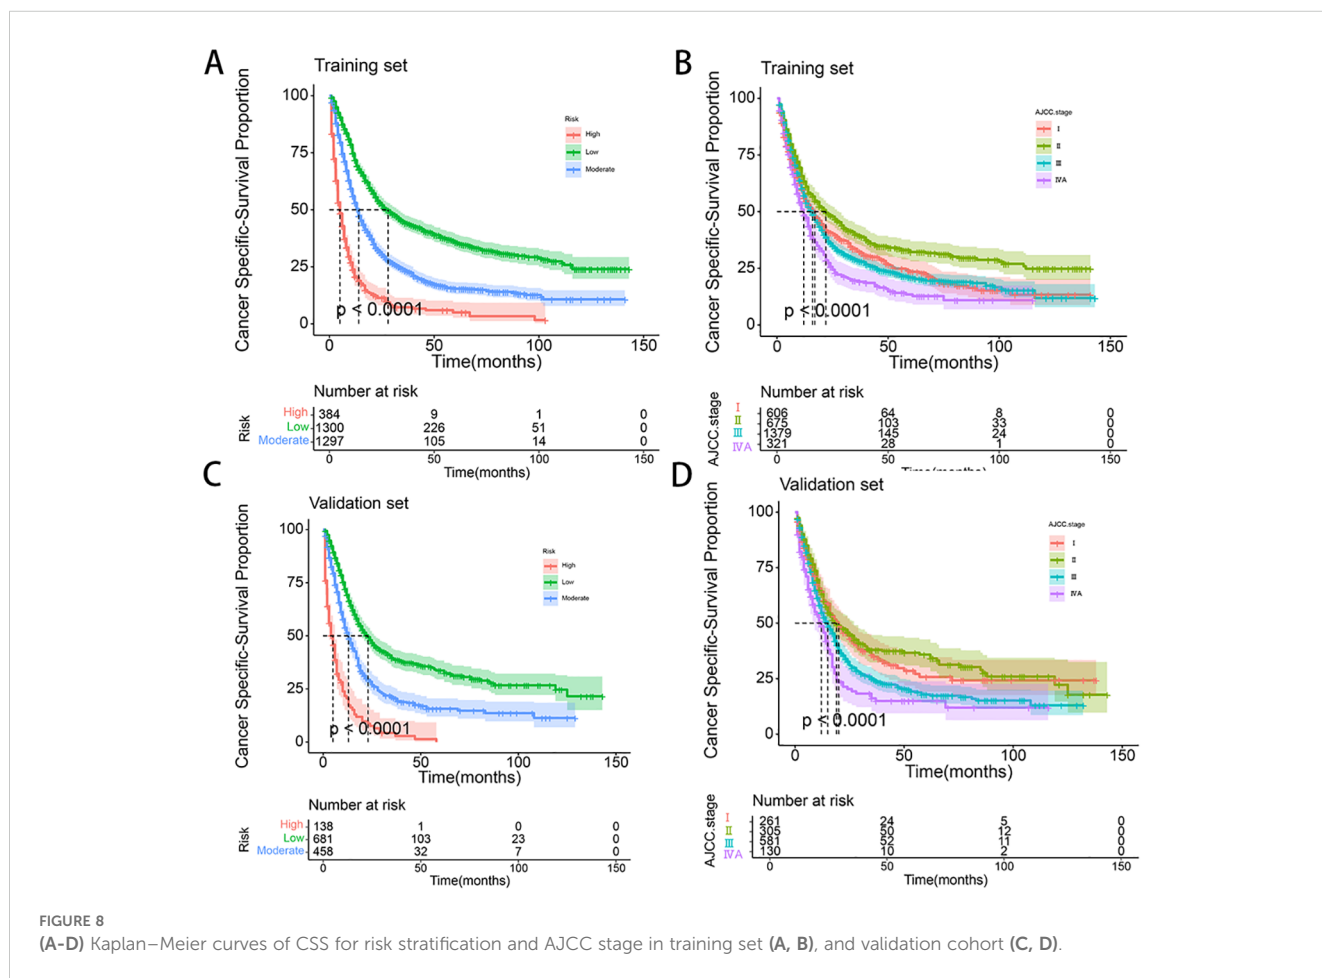 A
Training set
Cancer Specific-Survival Proportion
100
75
50
25
0
p < 0.0001
Risk
High
Low
Moderate
0 50 100 150
Time(months)
Number at risk
Risk
High 384 9 1 0
Low 1300 226 51 0
Moderate 1297 105 14 0
0 50 100 150
Time(months)
B
Training set
Cancer Specific-Survival Proportion
100
75
50
25
0
p < 0.0001
AJCC.stage
I
II
III
IVA
0 50 100 150
Time(months)
Number at risk
AJCC.stage
I 606 64 8 0
II 675 103 33 0
III 1379 145 24 0
IVA 321 28 1 0
0 50 100 150
Time(months)
C
Validation set
Cancer Specific-Survival Proportion
100
75
50
25
0
p < 0.0001
Risk
High
Low
Moderate
0 50 100 150
Time(months)
Number at risk
Risk
High 138 1 0 0
Low 681 103 23 0
Moderate 458 32 7 0
0 50 100 150
Time(months)
D
Validation set
Cancer Specific-Survival Proportion
100
75
50
25
0
p < 0.0001
AJCC.stage
I
II
III
IVA
0 50 100 150
Time(months)
Number at risk
AJCC.stage
I 261 24 5 0
II 305 50 12 0
III 581 52 11 0
IVA 130 10 2 0
0 50 100 150
Time(months)
FIGURE 8
(A-D) Kaplan–Meier curves of CSS for risk stratification and AJCC stage in training set (A, B), and validation cohort (C, D).